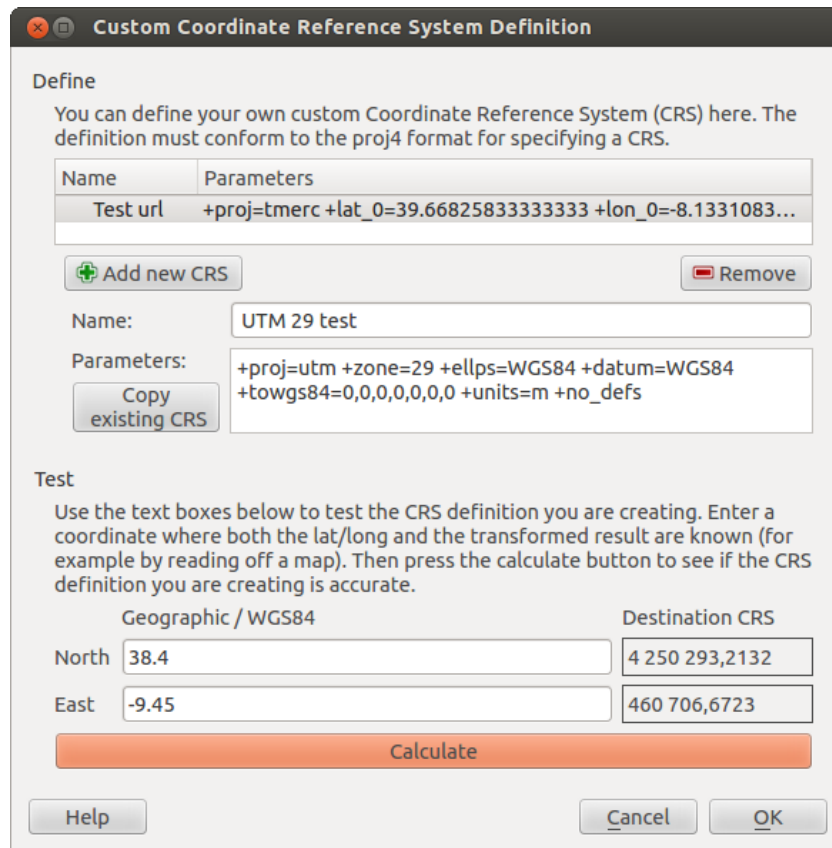 Custom Coordinate Reference System Definition
Define
You can define your own custom Coordinate Reference System (CRS) here. The
definition must conform to the proj4 format for specifying a CRS.
Name Parameters
Test url +proj=tmerc +lat_0=39.66825833333333 +lon_0=-8.1331083...
Add new CRS Remove
Name: UTM 29 test
Parameters: +proj=utm +zone=29 +ellps=WGS84 +datum=WGS84
+towgs84=0,0,0,0,0,0,0 +units=m +no_defs
Copy
existing CRS
Test
Use the text boxes below to test the CRS definition you are creating. Enter a
coordinate where both the lat/long and the transformed result are known (for
example by reading off a map). Then press the calculate button to see if the CRS
definition you are creating is accurate.
Geographic / WGS84 Destination CRS
North 38.4 4 250 293,2132
East -9.45 460 706,6723
Calculate
Help Cancel OK